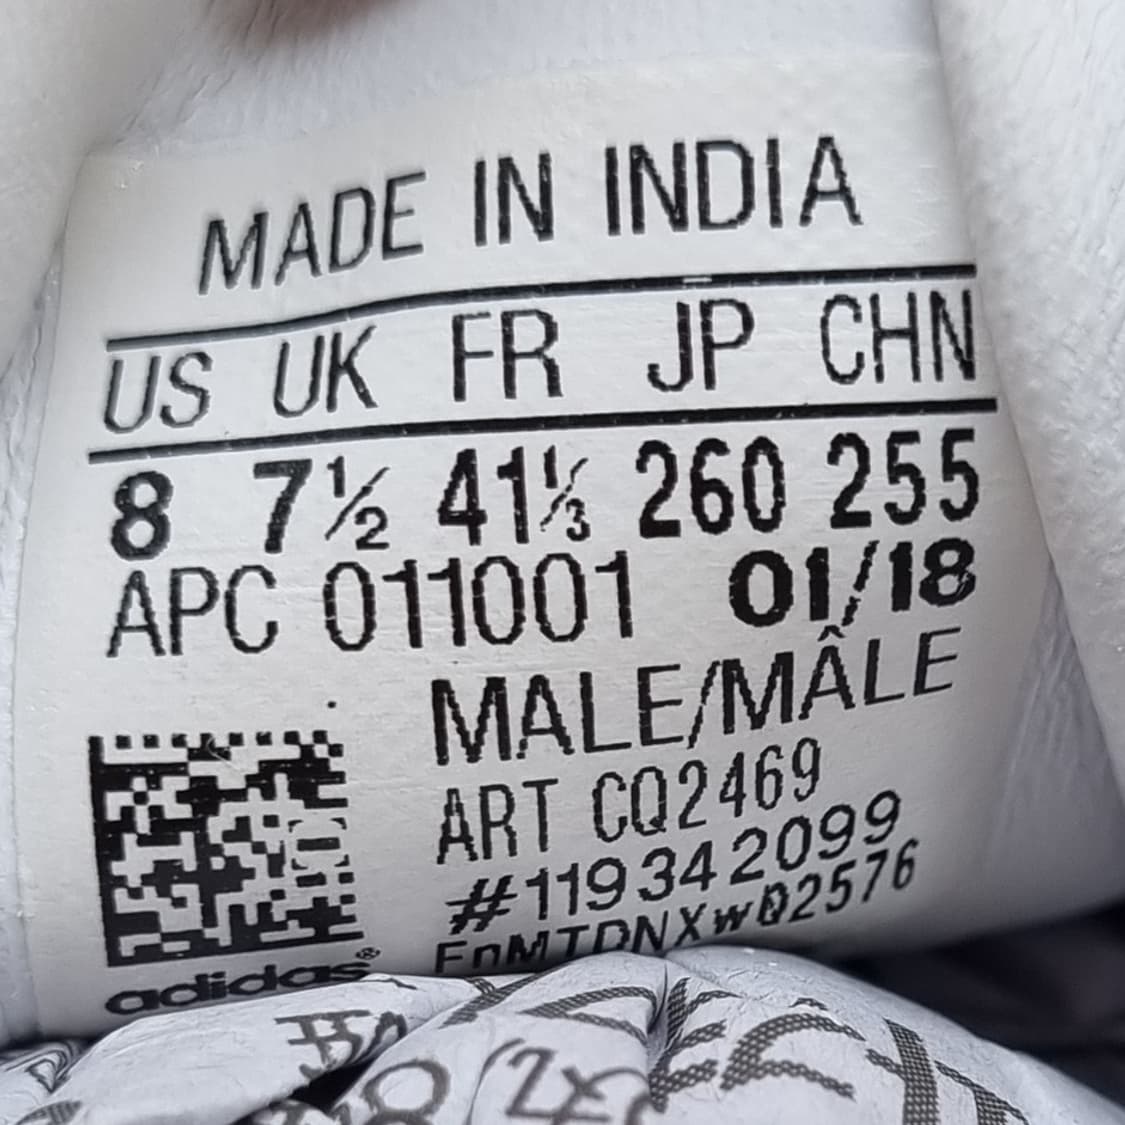 MADE IN INDIA
US UK FR JP CHN
8 7½ 41⅓ 260 255
APC 011001 01/18
MALE/MÂLE
ART CQ2469
#119342099
adidas®